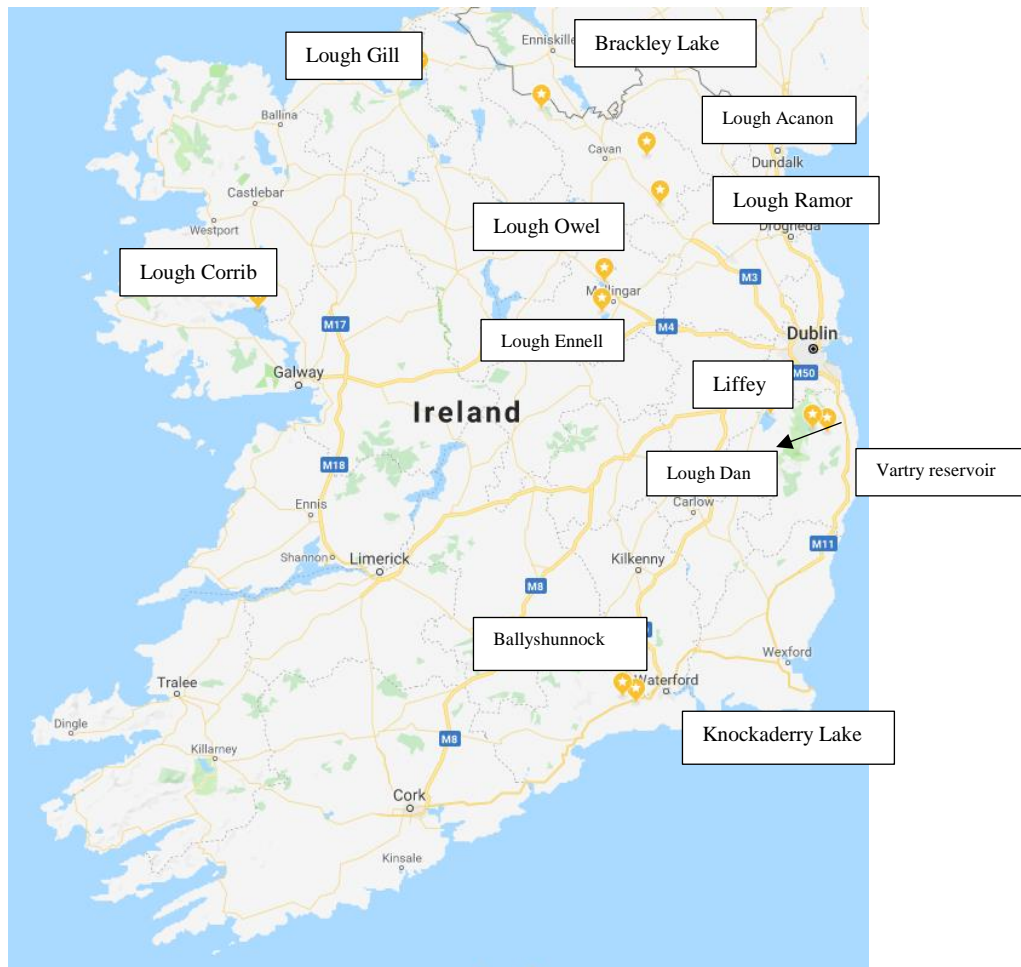 Lough Gill
Enniskille
Brackley Lake
Ballina
Lough Acanon
Cavan
Dundalk
Castlebar
Lough Ramor
Westport
Lough Owel
Drogheda
Lough Corrib
M3
Mullingar
M17
M4
Lough Ennell
Dublin
Galway
M50
Liffey
Ireland
M18
Lough Dan
Vartry reservoir
Ennis
Carlow
M11
Shannon
Limerick
Kilkenny
M8
Ballyshunnock
Wexford
Tralee
Waterford
Dingle
Knockaderry Lake
M8
Killarney
Cork
Kinsale